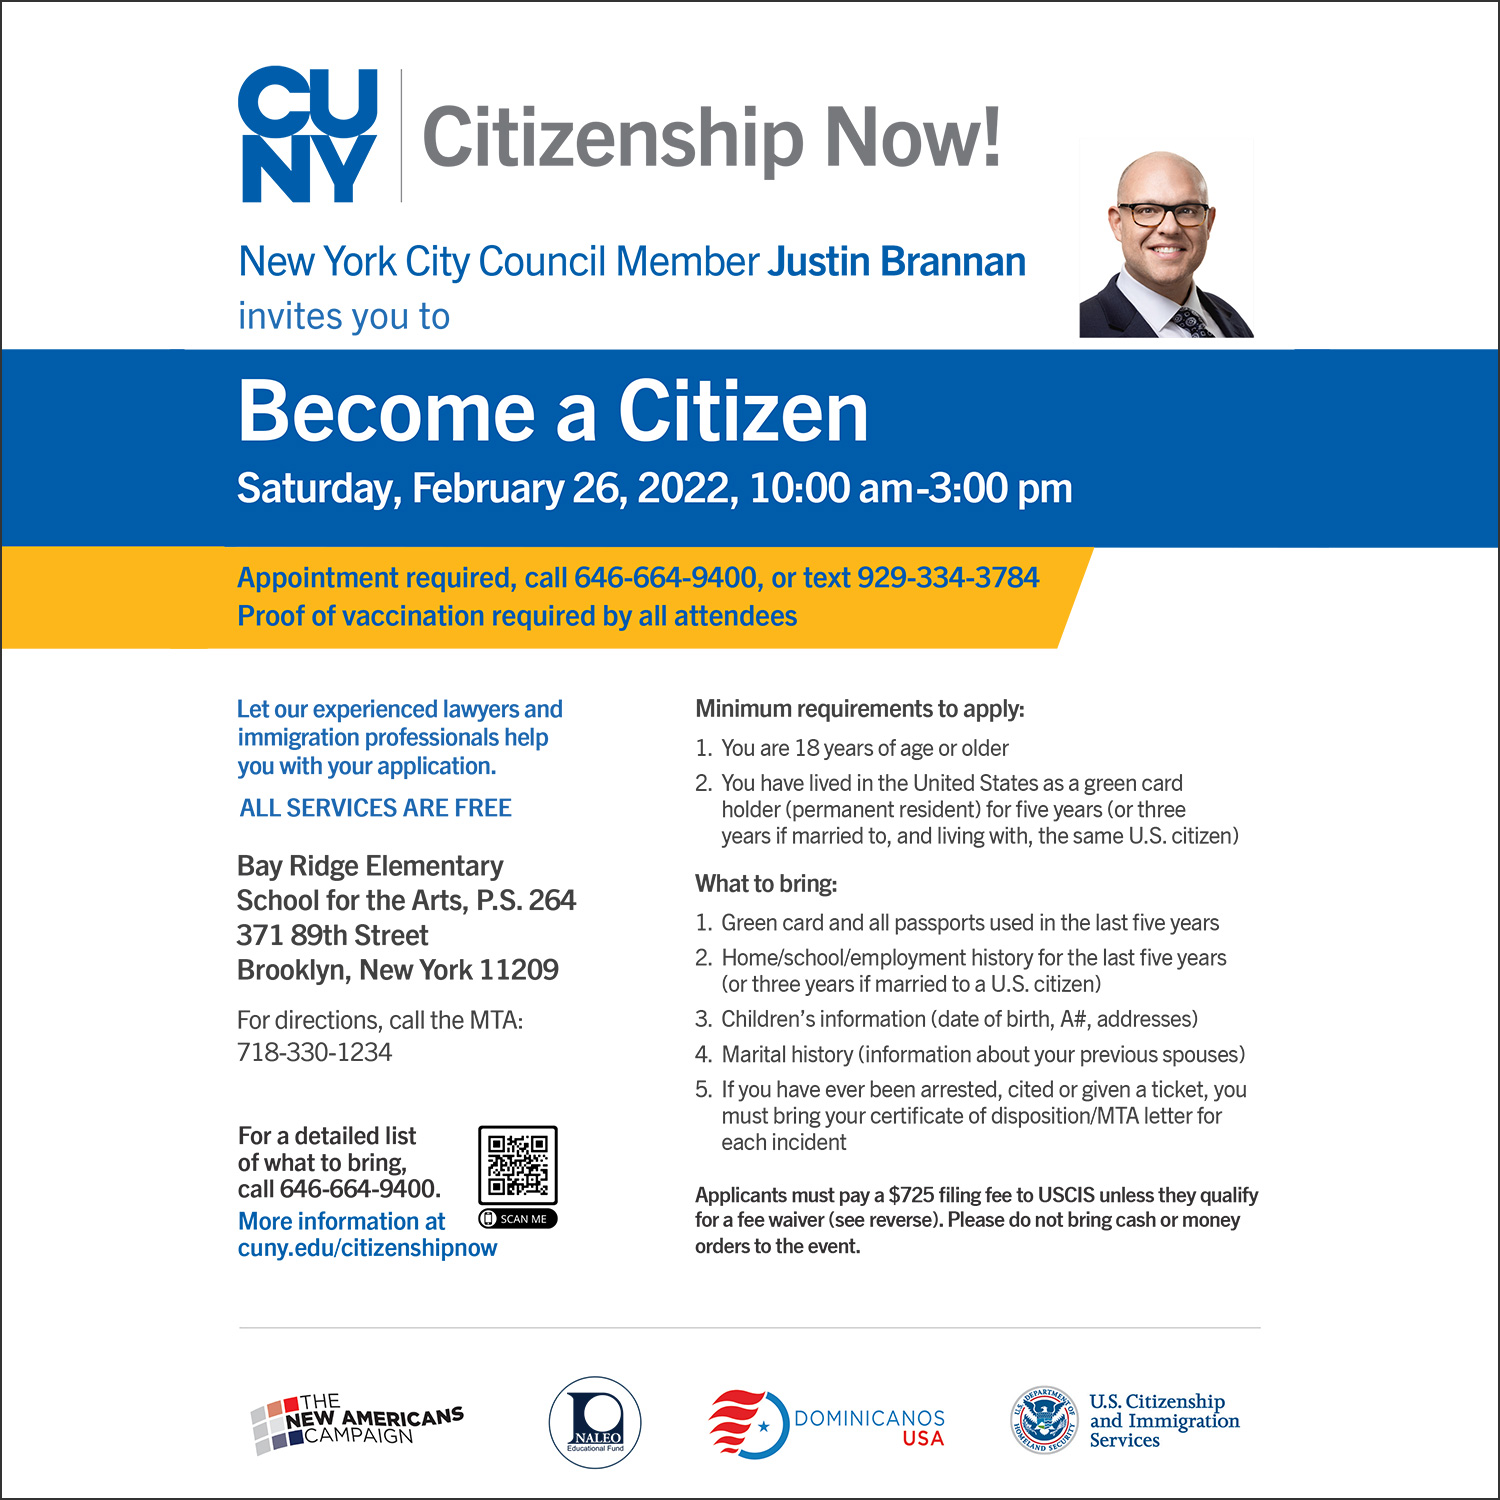 CU
NY
Citizenship Now!
New York City Council Member Justin Brannan
invites you to
Become a Citizen
Saturday, February 26, 2022, 10:00 am-3:00 pm
Appointment required, call 646-664-9400, or text 929-334-3784
Proof of vaccination required by all attendees
Let our experienced lawyers and
immigration professionals help
you with your application.
ALL SERVICES ARE FREE
Bay Ridge Elementary
School for the Arts, P.S. 264
371 89th Street
Brooklyn, New York 11209
For directions, call the MTA:
718-330-1234
For a detailed list
of what to bring,
call 646-664-9400.
More information at
cuny.edu/citizenshipnow
SCAN ME
Minimum requirements to apply:
1. You are 18 years of age or older
2. You have lived in the United States as a green card
holder (permanent resident) for five years (or three
years if married to, and living with, the same U.S. citizen)
What to bring:
1. Green card and all passports used in the last five years
2. Home/school/employment history for the last five years
(or three years if married to a U.S. citizen)
3. Children's information (date of birth, A#, addresses)
4. Marital history (information about your previous spouses)
5. If you have ever been arrested, cited or given a ticket, you
must bring your certificate of disposition/MTA letter for
each incident
Applicants must pay a $725 filing fee to USCIS unless they qualify
for a fee waiver (see reverse). Please do not bring cash or money
orders to the event.
THE
NEW AMERICANS
CAMPAIGN
NALEO
Educational Fund
DOMINICANOS
USA
U.S. DEPARTMENT OF
HOMELAND SECURITY
U.S. Citizenship
and Immigration
Services